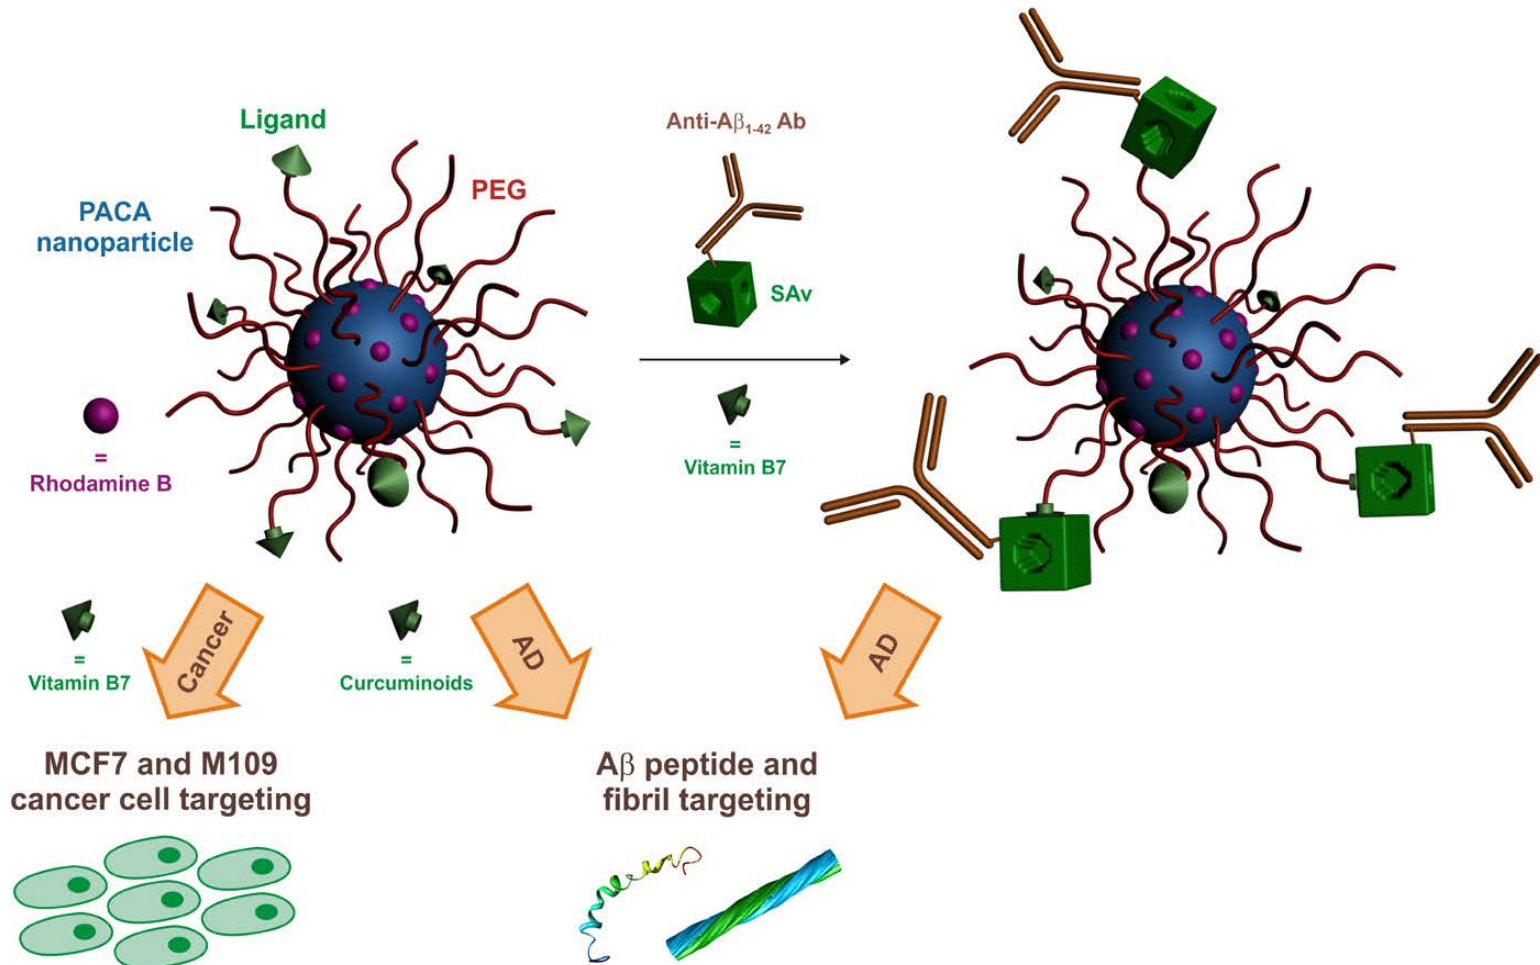 Ligand
PACA
nanoparticle
PEG
=
Rhodamine B
Anti-Aβ₁₋₄₂ Ab
SAv
=
Vitamin B7
=
Vitamin B7
Cancer
=
Curcuminoids
AD
AD
MCF7 and M109
cancer cell targeting
Aβ peptide and
fibril targeting